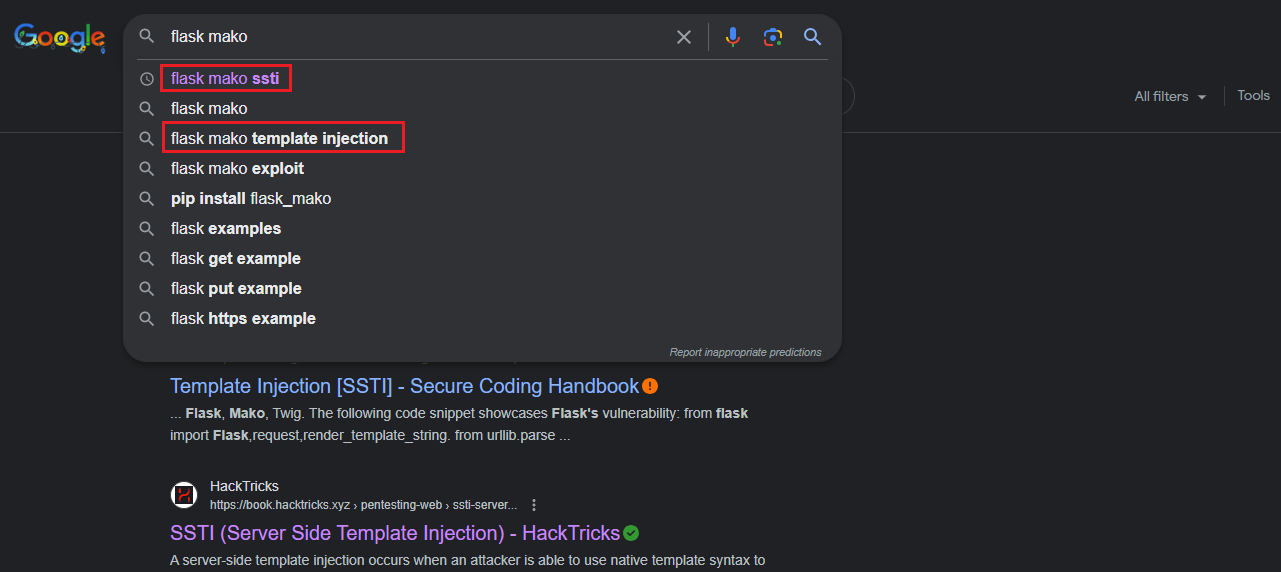 Google
flask mako
flask mako ssti
flask mako
flask mako template injection
flask mako exploit
pip install flask_mako
flask examples
flask get example
flask put example
flask https example
Report inappropriate predictions
All filters
Tools
Template Injection [SSTI] - Secure Coding Handbook
... Flask, Mako, Twig. The following code snippet showcases Flask's vulnerability: from flask
import Flask,request,render_template_string. from urllib.parse ...
HackTricks
https://book.hacktricks.xyz › pentesting-web › ssti-server...
SSTI (Server Side Template Injection) - HackTricks
A server-side template injection occurs when an attacker is able to use native template syntax to